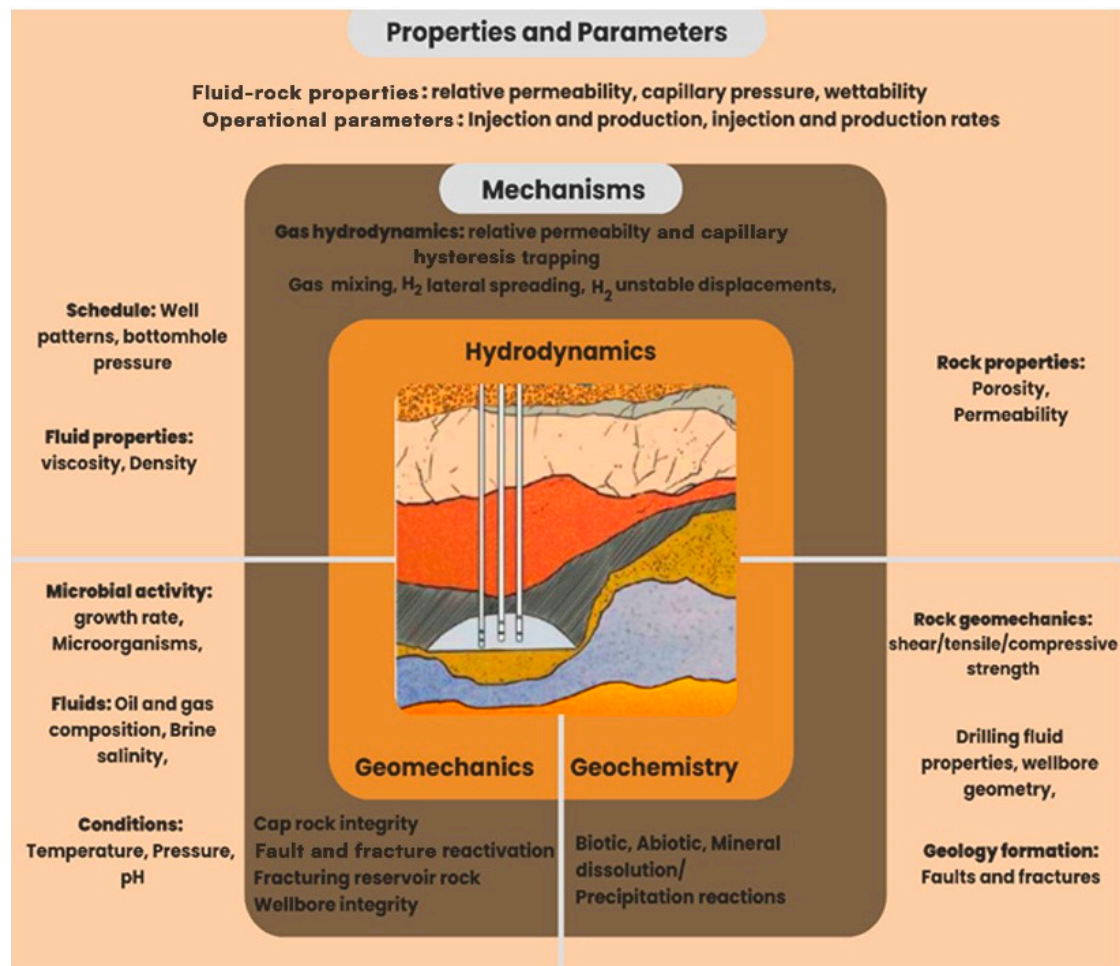 Properties and Parameters
Fluid-rock properties: relative permeability, capillary pressure, wettability
Operational parameters: Injection and production, injection and production rates
Mechanisms
Gas hydrodynamics: relative permeabilty and capillary
hysteresis trapping
Gas mixing, H2 lateral spreading, H2 unstable displacements,
Schedule: Well
patterns, bottomhole
pressure
Fluid properties:
viscosity, Density
Hydrodynamics
Rock properties:
Porosity,
Permeability
Microbial activity:
growth rate,
Microorganisms,
Fluids: Oil and gas
composition, Brine
salinity,
Conditions:
Temperature, Pressure,
pH
Geomechanics
Geochemistry
Cap rock integrity
Fault and fracture reactivation
Fracturing reservoir rock
Wellbore integrity
Biotic, Abiotic, Mineral
dissolution/
Precipitation reactions
Rock geomechanics:
shear/tensile/compressive
strength
Drilling fluid
properties, wellbore
geometry,
Geology formation:
Faults and fractures